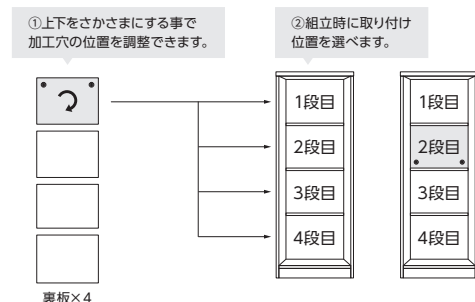 ①上下をさかさまにする事で
加工穴の位置を調整できます。
②組立時に取り付け
位置を選べます。
1段目
2段目
3段目
4段目
1段目
2段目
3段目
4段目
裏板×4